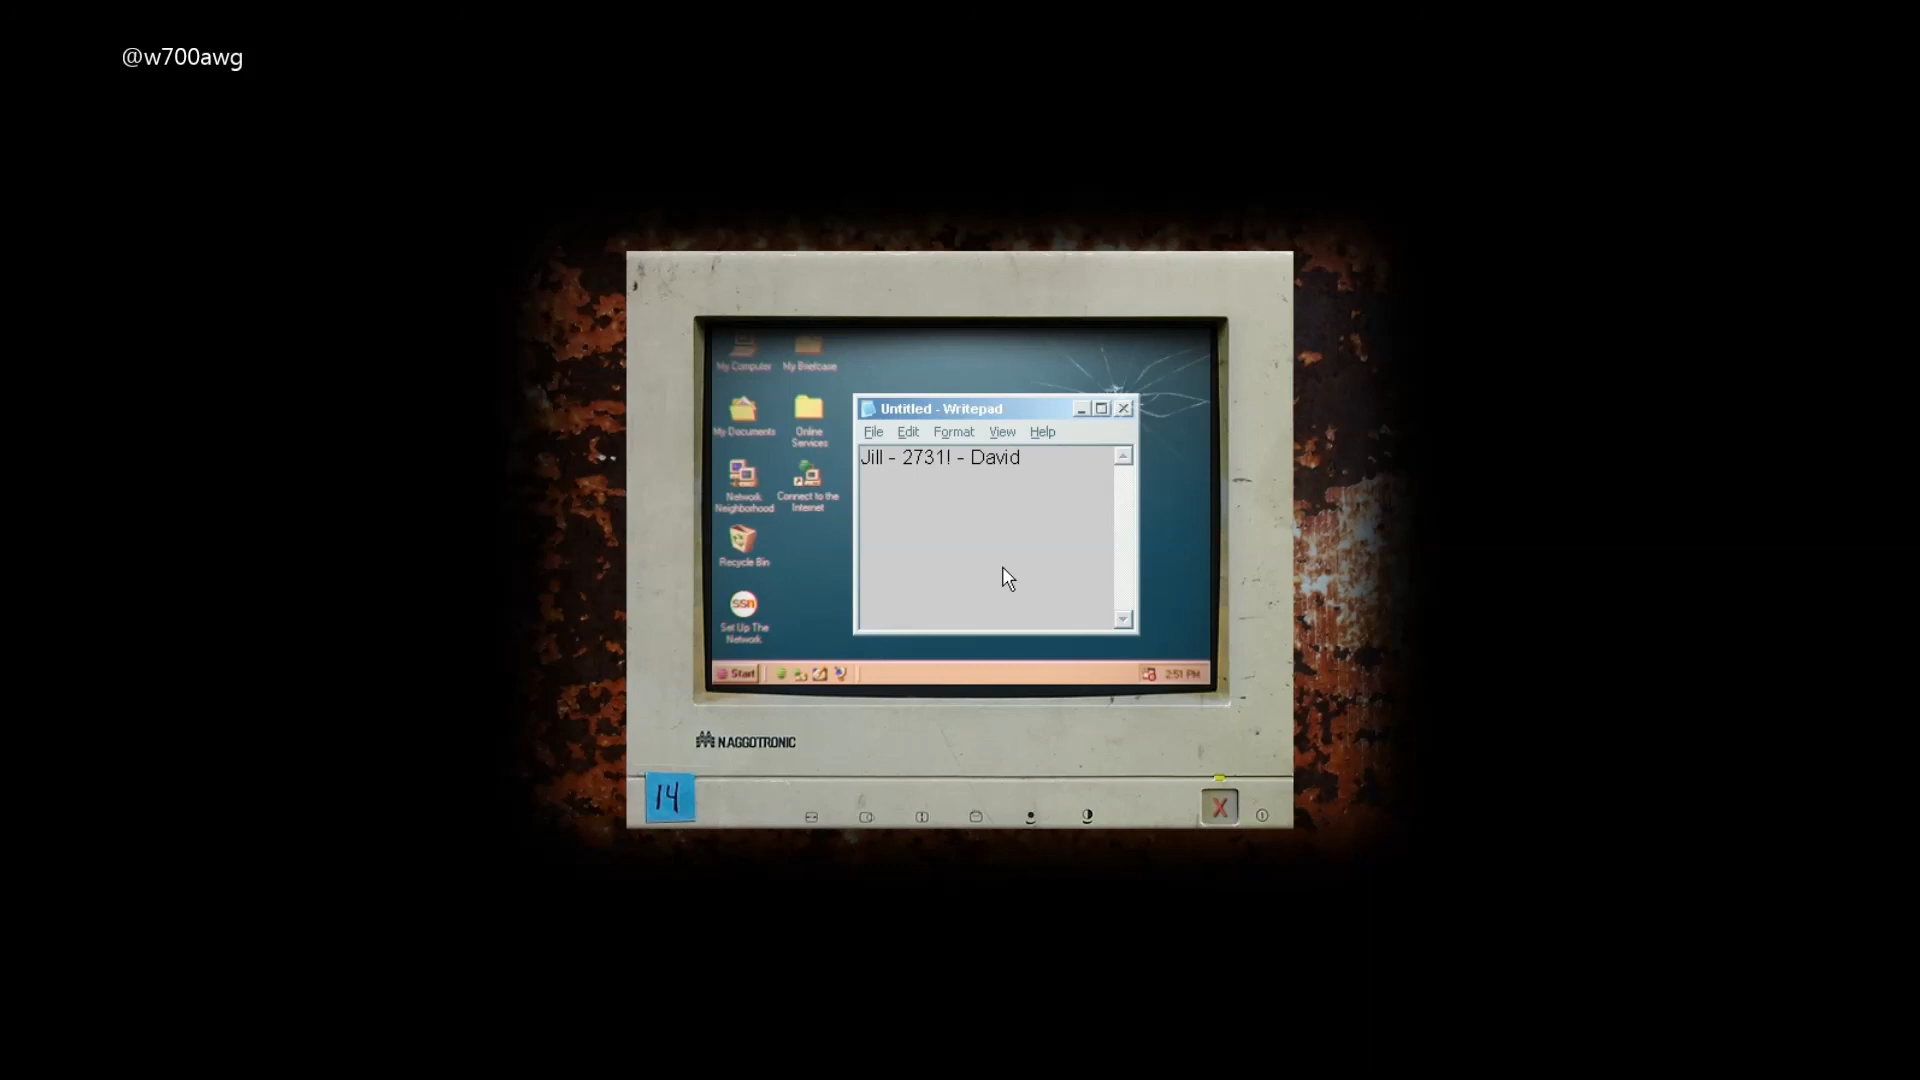 @w700awg
My Computer
My Briefcase
Untitled - Writepad
File Edit Format View Help
Jill - 2731! - David
My Documents
Online
Services
Network
Neighborhood
Connect to the
Internet
Recycle Bin
ssn
Set Up The
Network
Start
2:51 PM
NAGGOTRONIC
14
X